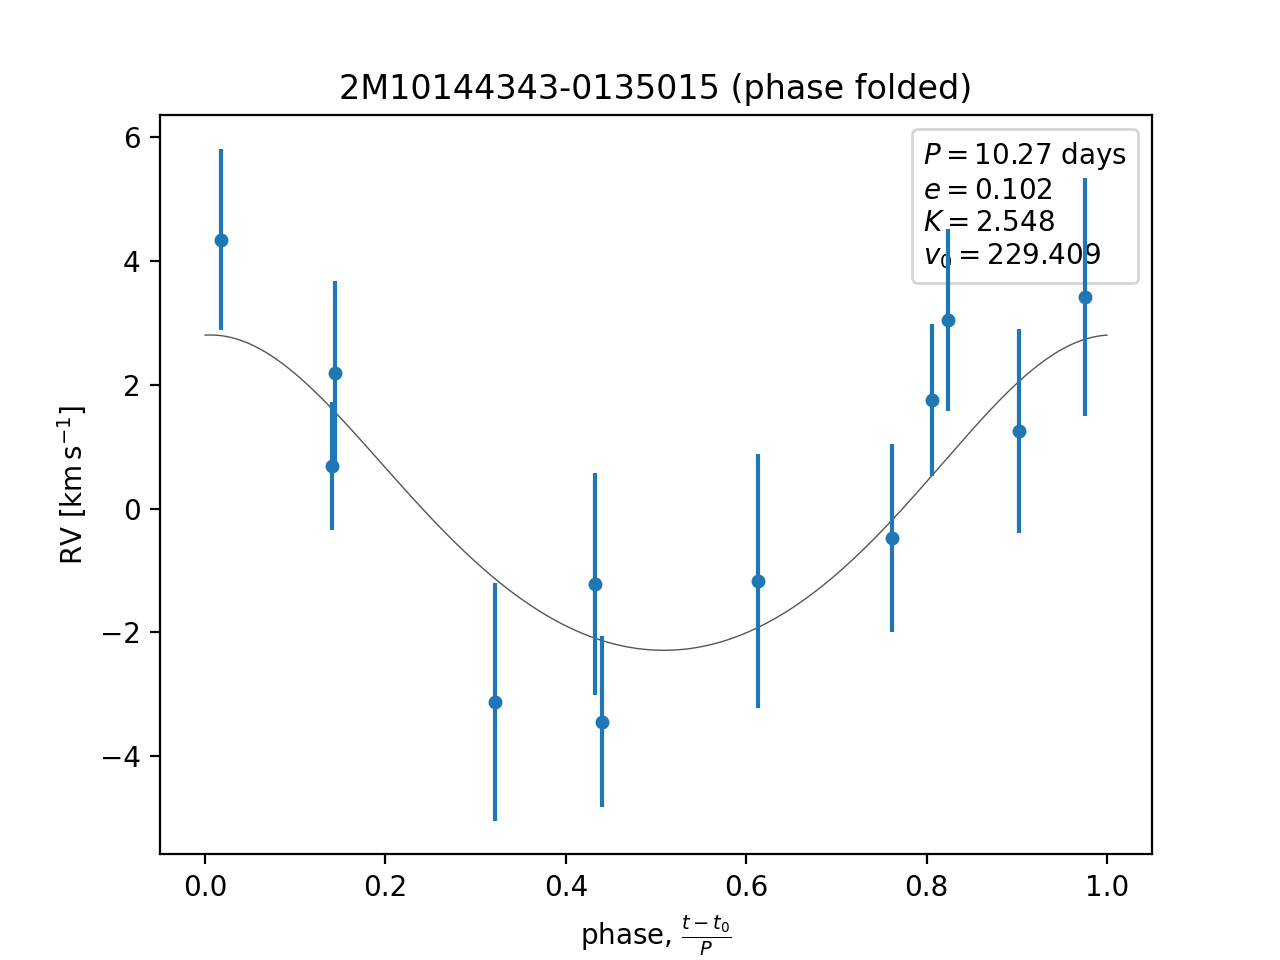 2M10144343-0135015 (phase folded)
P = 10.27 days
e = 0.102
K = 2.548
v₀ = 229.409
6
4
2
0
−2
−4
RV [km s⁻¹]
0.0 0.2 0.4 0.6 0.8 1.0
phase, (t − t₀)/P